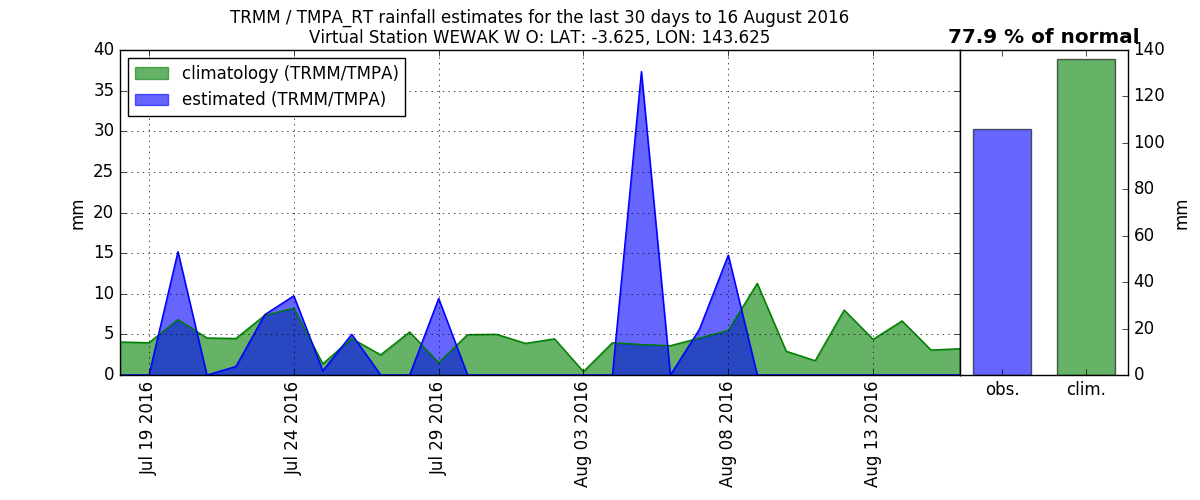 TRMM / TMPA_RT rainfall estimates for the last 30 days to 16 August 2016
Virtual Station WEWAK W O: LAT: -3.625, LON: 143.625
77.9 % of normal
climatology (TRMM/TMPA)
estimated (TRMM/TMPA)
40
35
30
25
20
15
10
5
0
mm
Jul 19 2016
Jul 24 2016
Jul 29 2016
Aug 03 2016
Aug 08 2016
Aug 13 2016
140
120
100
80
60
40
20
0
mm
obs.
clim.